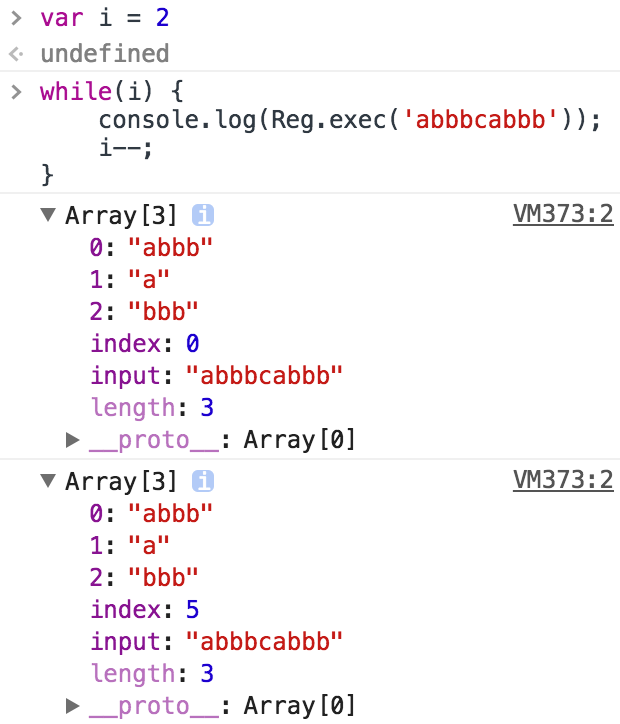 > var i = 2
<· undefined
> while(i) {
console.log(Reg.exec('abbbcabbb'));
i--;
}
▼ Array[3] i VM373:2
0: "abbb"
1: "a"
2: "bbb"
index: 0
input: "abbbcabbb"
length: 3
▶ __proto__: Array[0]
▼ Array[3] i VM373:2
0: "abbb"
1: "a"
2: "bbb"
index: 5
input: "abbbcabbb"
length: 3
▶ __proto__: Array[0]